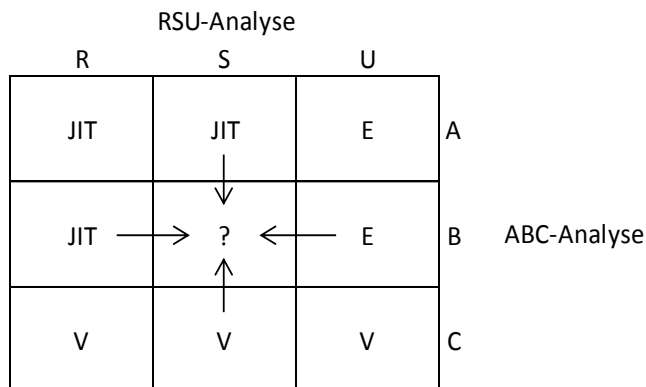 RSU-Analyse
R S U
JIT JIT E A
JIT ? E B ABC-Analyse
V V V C